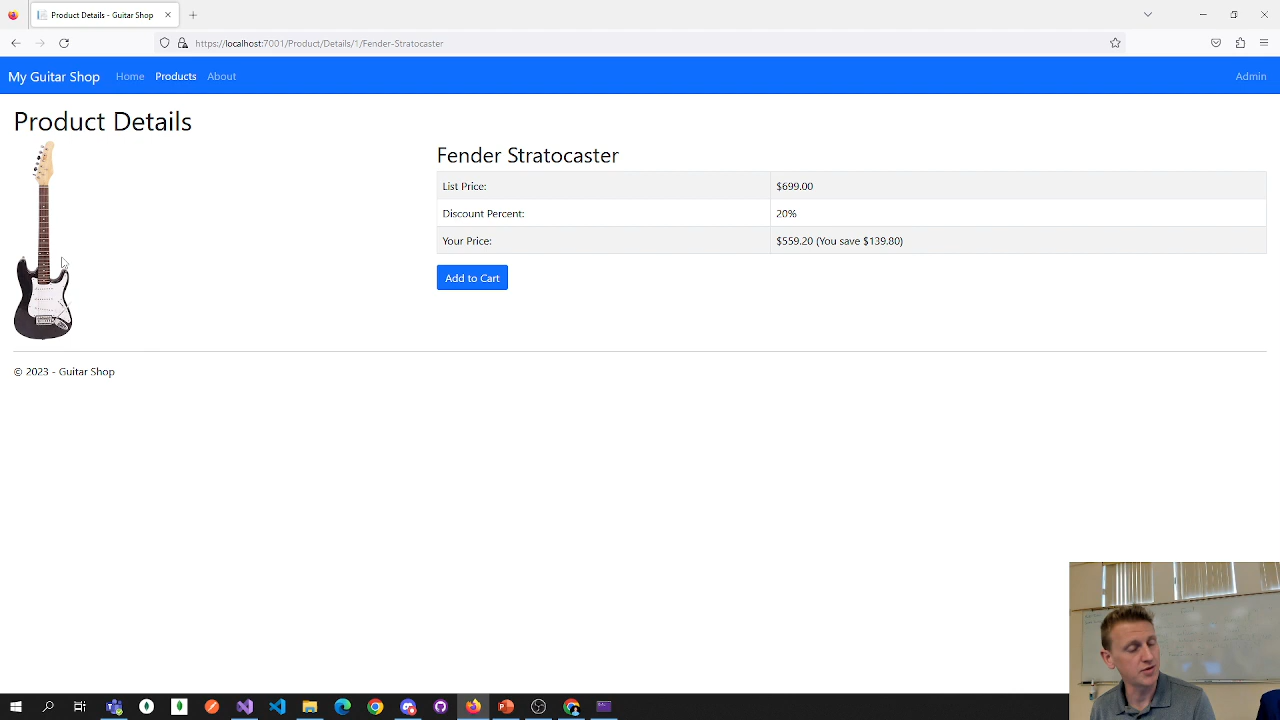 Product Details - Guitar Shop
https://localhost:7001/Product/Details/1/Fender-Stratocaster
My Guitar Shop Home Products About Admin
Product Details
Fender Stratocaster
List Price: $699.00
Discount Percent: 20%
Your Price: $559.20 (You save $139.80)
Add to Cart
© 2023 - Guitar Shop